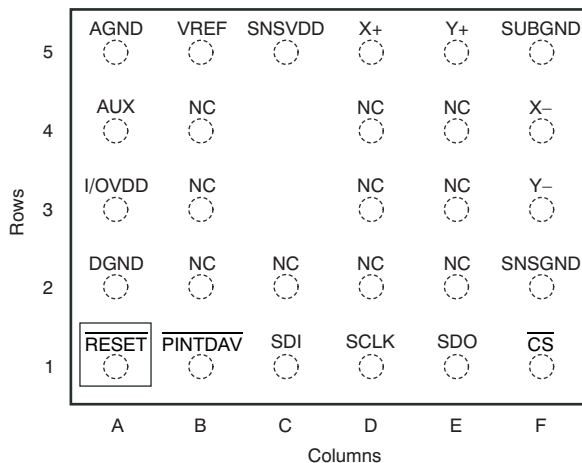 AGND VREF SNSVDD X+ Y+ SUBGND
5
AUX NC NC NC X–
4
I/OVDD NC NC NC Y–
3
DGND NC NC NC NC SNSGND
2
RESET PINTDAV SDI SCLK SDO CS
1
Rows
A B C D E F
Columns